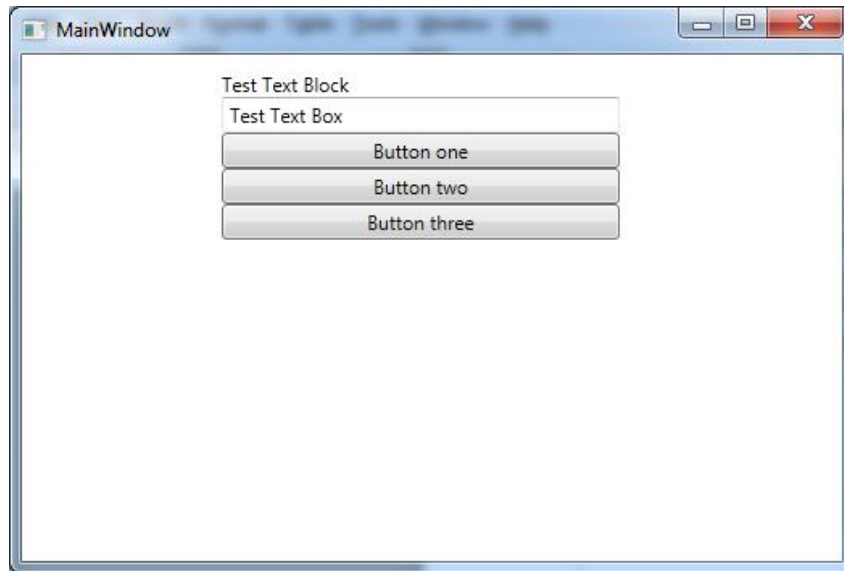 MainWindow
Test Text Block
Test Text Box
Button one
Button two
Button three